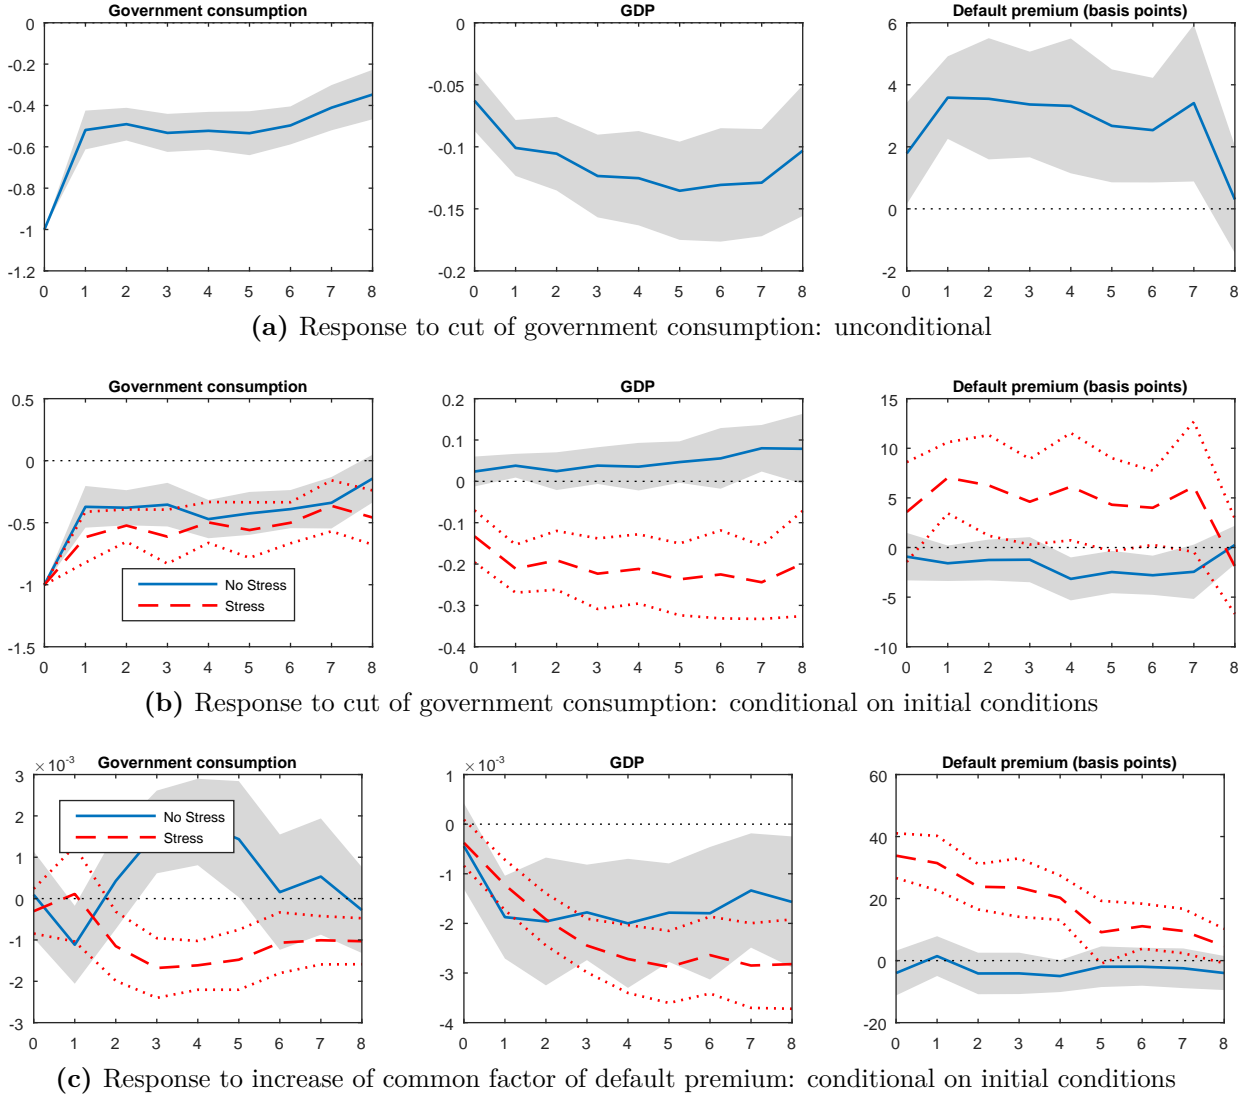 Government consumption
GDP
Default premium (basis points)
0
-0.2
-0.4
-0.6
-0.8
-1
-1.2
0 1 2 3 4 5 6 7 8
0
-0.05
-0.1
-0.15
-0.2
0 1 2 3 4 5 6 7 8
6
4
2
0
-2
0 1 2 3 4 5 6 7 8
(a) Response to cut of government consumption: unconditional
Government consumption
GDP
Default premium (basis points)
0.5
0
-0.5
-1
-1.5
0 1 2 3 4 5 6 7 8
No Stress
Stress
0.2
0.1
0
-0.1
-0.2
-0.3
-0.4
0 1 2 3 4 5 6 7 8
15
10
5
0
-5
-10
0 1 2 3 4 5 6 7 8
(b) Response to cut of government consumption: conditional on initial conditions
×10-3
Government consumption
×10-3
GDP
Default premium (basis points)
3
2
1
0
-1
-2
-3
0 1 2 3 4 5 6 7 8
No Stress
Stress
1
0
-1
-2
-3
-4
0 1 2 3 4 5 6 7 8
60
40
20
0
-20
0 1 2 3 4 5 6 7 8
(c) Response to increase of common factor of default premium: conditional on initial conditions